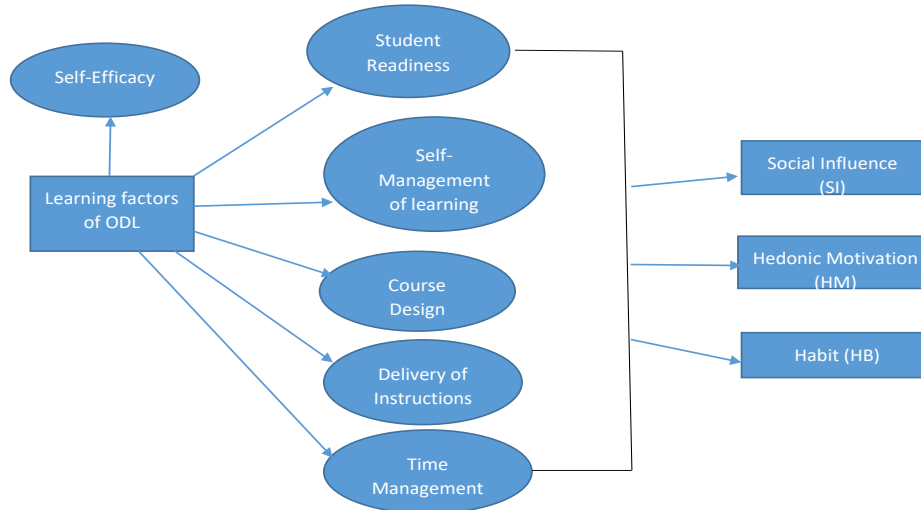 Student
Readiness
Self-Efficacy
Self-
Management
of learning
Social Influence
(SI)
Learning factors
of ODL
Hedonic Motivation
(HM)
Course
Design
Habit (HB)
Delivery of
Instructions
Time
Management